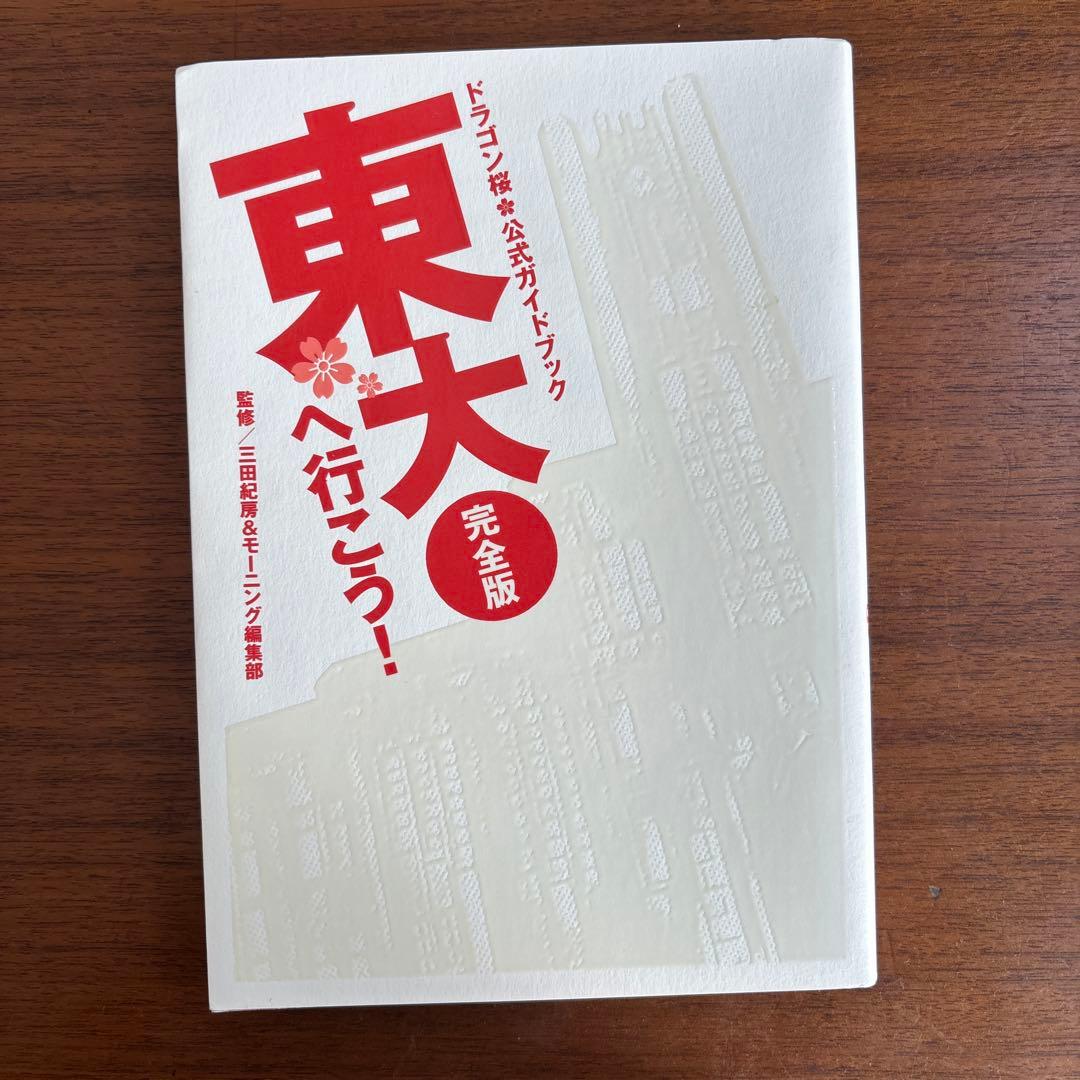 ドラゴン桜✽公式ガイドブック
東大
へ行こう!
完全版
監修/三田紀房&モーニング編集部